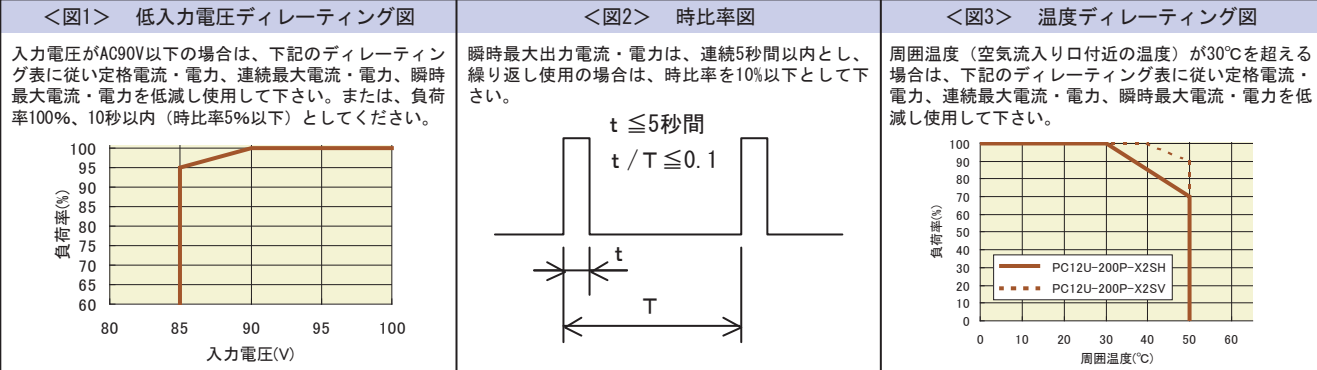 <図1> 低入力電圧ディレーティング図
入力電圧がAC90V以下の場合は、下記のディレーティン
グ表に従い定格電流・電力、連続最大電流・電力、瞬時
最大電流・電力を低減し使用して下さい。または、負荷
率100%、10秒以内（時比率5%以下）としてください。
100
95
90
85
80
75
70
65
60
負荷率(%)
80 85 90 95 100
入力電圧(V)
<図2> 時比率図
瞬時最大出力電流・電力は、連続5秒間以内とし、
繰り返し使用の場合は、時比率を10%以下として下
さい。
t ≦5秒間
t/T≦0.1
t
T
<図3> 温度ディレーティング図
周囲温度（空気流入り口付近の温度）が30℃を超える
場合は、下記のディレーティング表に従い定格電流・
電力、連続最大電流・電力、瞬時最大電流・電力を低
減し使用して下さい。
100
90
80
70
60
50
40
30
20
10
0
負荷率(%)
PC12U-200P-X2SH
PC12U-200P-X2SV
0 10 20 30 40 50 60
周囲温度(℃)